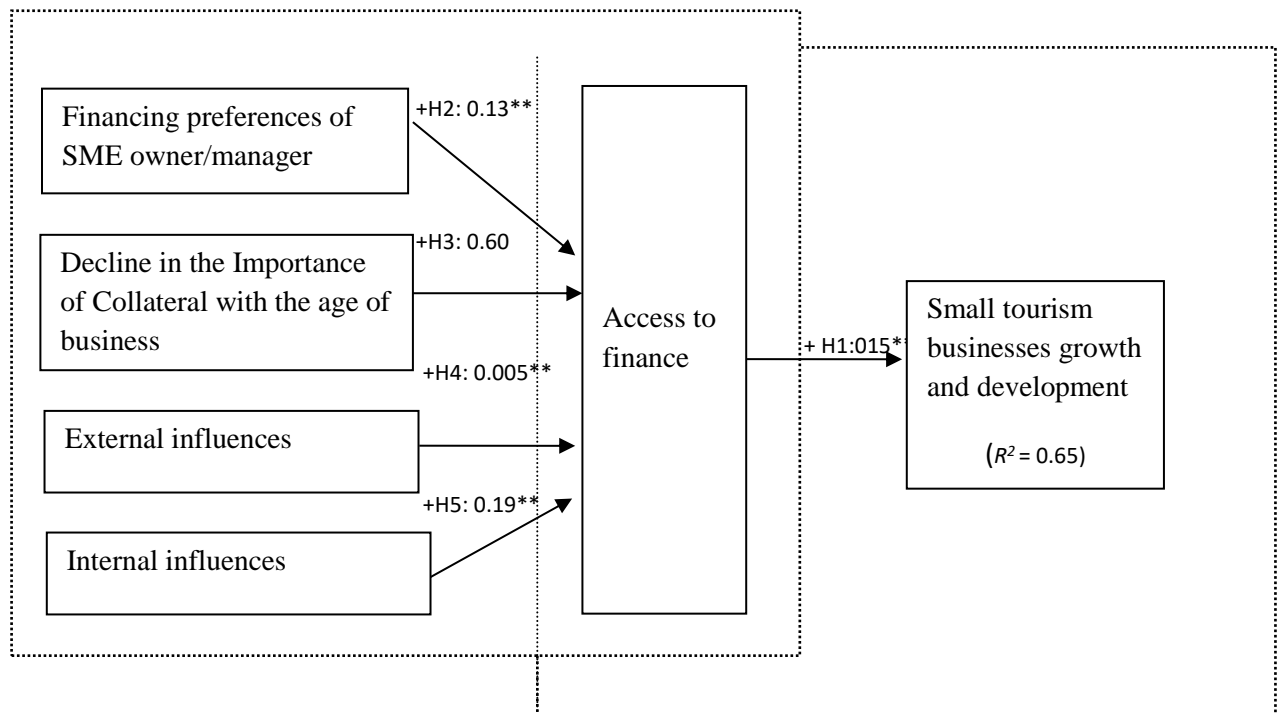 +H2: 0.13**
Financing preferences of
SME owner/manager
+H3: 0.60
Decline in the Importance
of Collateral with the age of
business
+H4: 0.005**
External influences
+H5: 0.19**
Internal influences
Access to
finance
+ H1:015*
Small tourism
businesses growth
and development
(R² = 0.65)